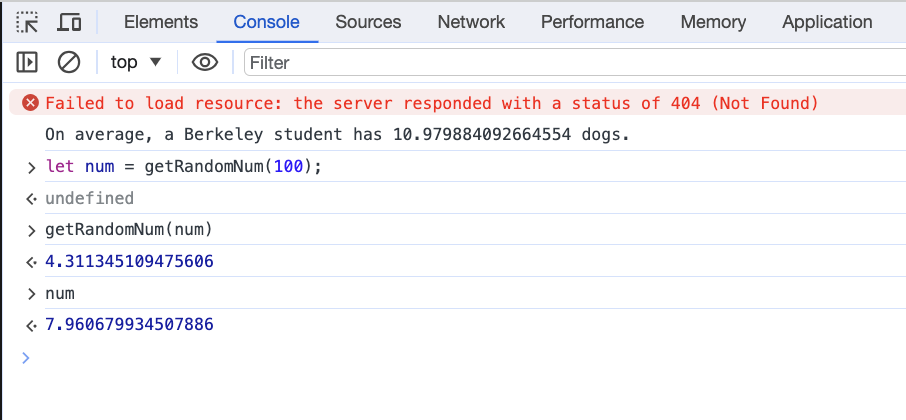 Elements Console Sources Network Performance Memory Application
top Filter
Failed to load resource: the server responded with a status of 404 (Not Found)
On average, a Berkeley student has 10.979884092664554 dogs.
let num = getRandomNum(100);
undefined
getRandomNum(num)
4.311345109475606
num
7.960679934507886